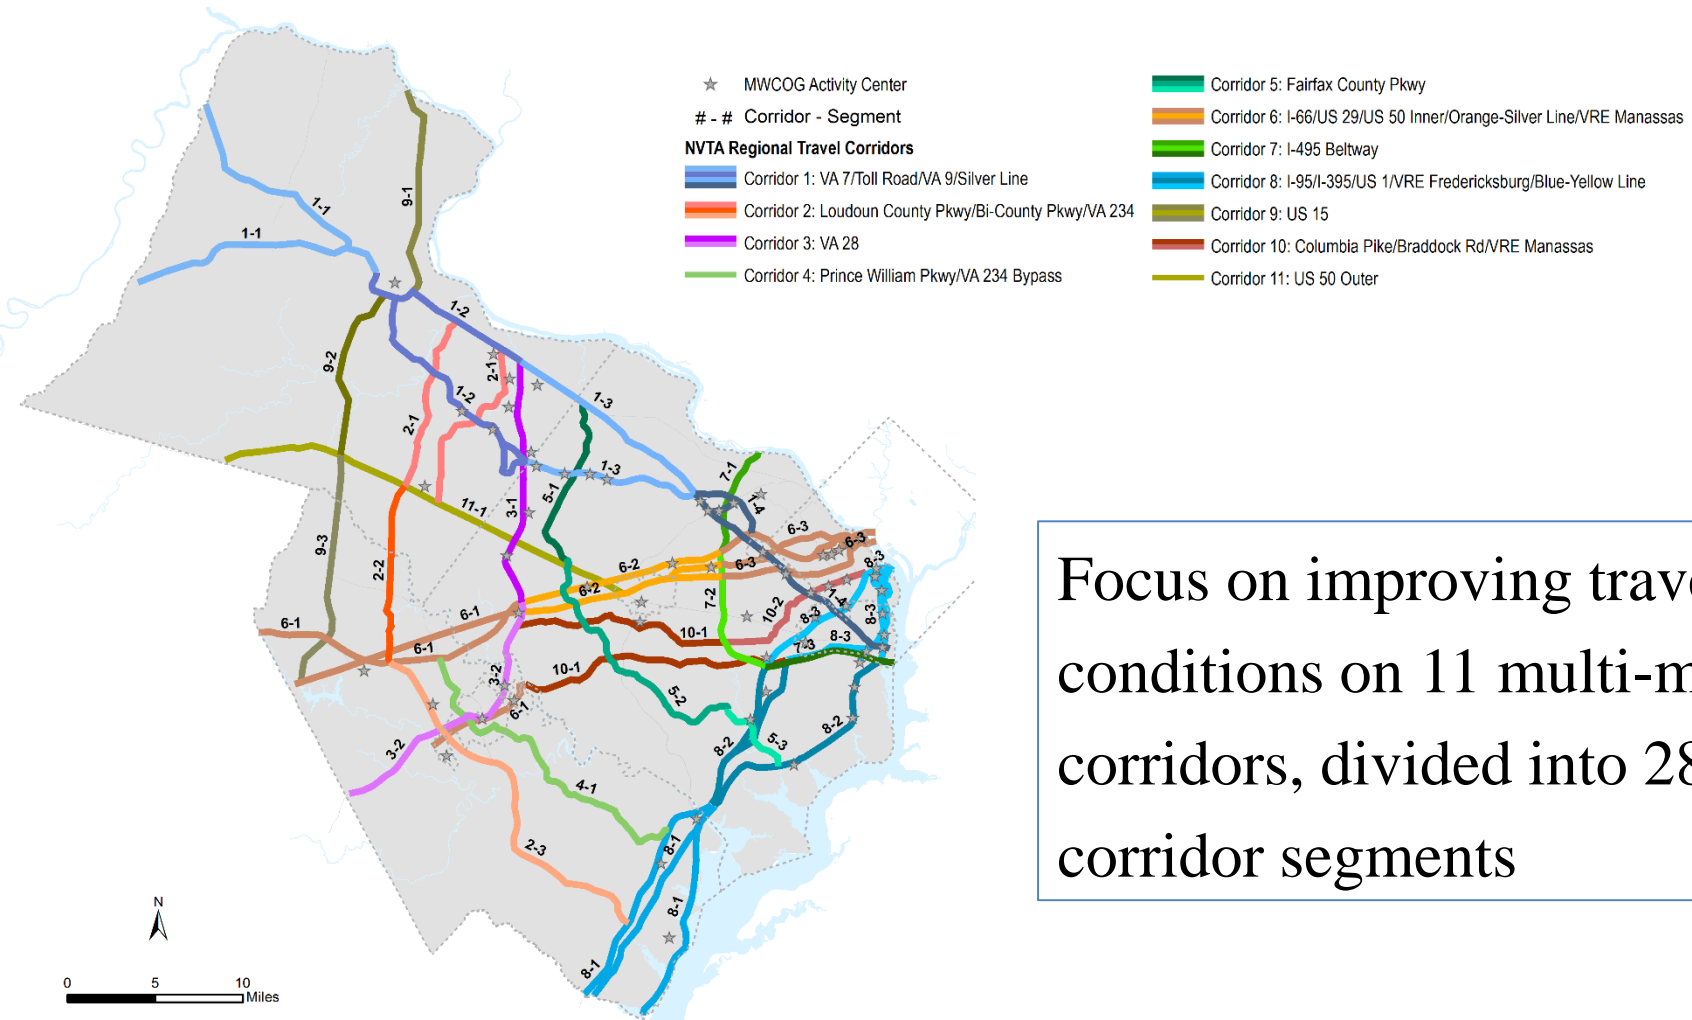 MWCOG Activity Center
# - # Corridor - Segment
NVTA Regional Travel Corridors
Corridor 1: VA 7/Toll Road/VA 9/Silver Line
Corridor 2: Loudoun County Pkwy/Bi-County Pkwy/VA 234
Corridor 3: VA 28
Corridor 4: Prince William Pkwy/VA 234 Bypass
Corridor 5: Fairfax County Pkwy
Corridor 6: I-66/US 29/US 50 Inner/Orange-Silver Line/VRE Manassas
Corridor 7: I-495 Beltway
Corridor 8: I-95/I-395/US 1/VRE Fredericksburg/Blue-Yellow Line
Corridor 9: US 15
Corridor 10: Columbia Pike/Braddock Rd/VRE Manassas
Corridor 11: US 50 Outer
9-1
1-1
1-1
1-2
9-2
2-1
1-2
1-3
2-1
1-3
7-1
5-1
3-1
11-1
1-4
6-3
6-3
9-3
2-2
6-2
6-3
8-3
6-2
7-2
1-4
10-2
6-1
8-3
8-3
6-1
10-1
8-3
6-1
7-3
10-1
3-2
5-2
6-1
8-2
3-2
8-2
5-3
4-1
2-3
8-1
8-1
8-1
N
0 5 10
Miles
Focus on improving trav
conditions on 11 multi-m
corridors, divided into 28
corridor segments